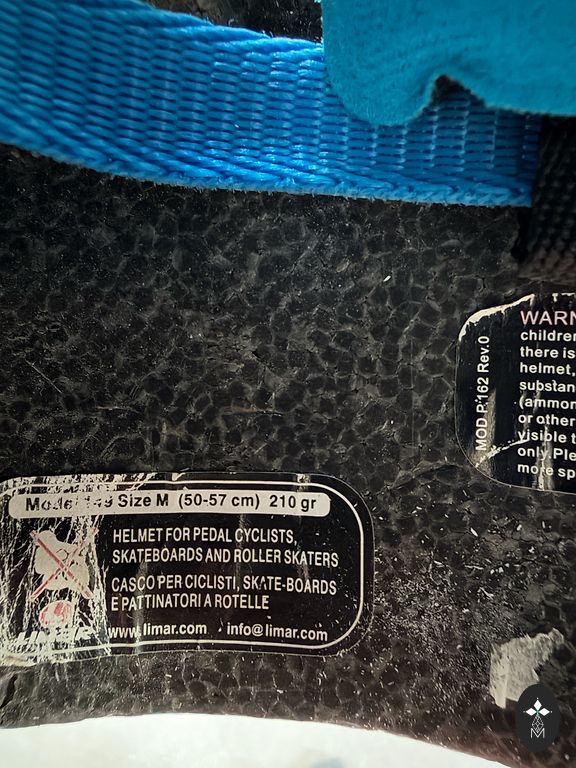 Size M (50-57 cm) 210 gr
HELMET FOR PEDAL CYCLISTS,
SKATEBOARDS AND ROLLER SKATERS
CASCO PER CICLISTI, SKATE-BOARDS
E PATTINATORI A ROTELLE
www.limar.com - info@limar.com
MOD.P.162 Rev.0
WARN
children
there is
helmet,
substan
(ammon
or other
visible t
only.Ple
more sp
M